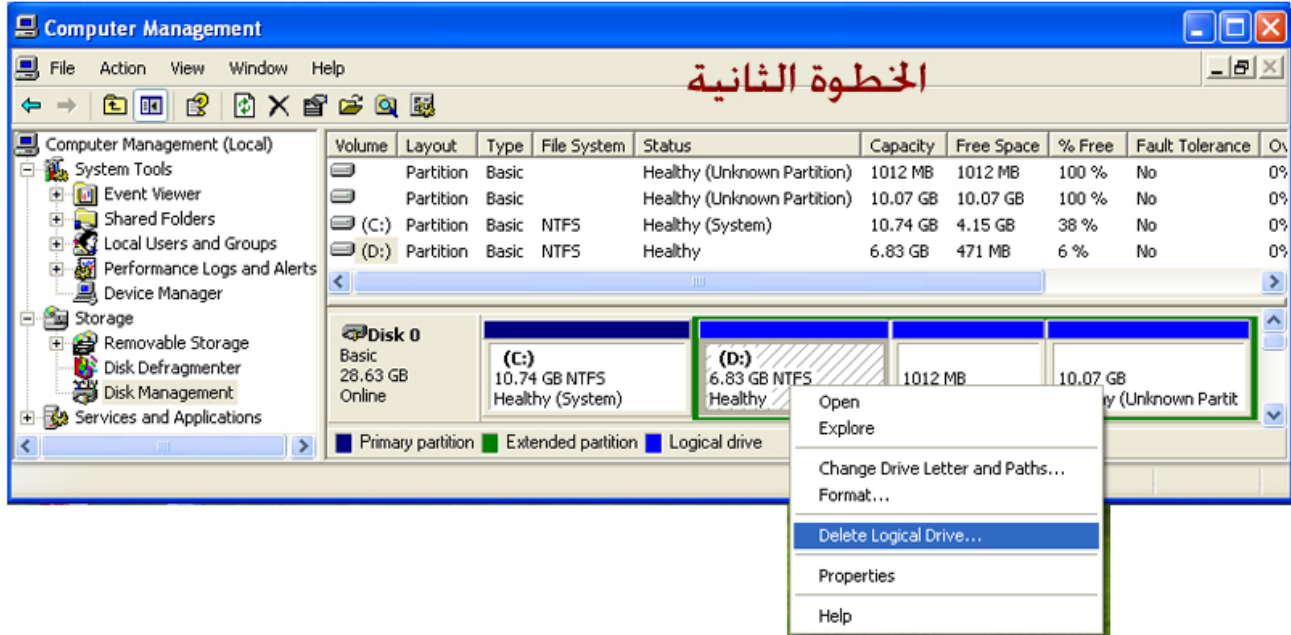 Computer Management
File Action View Window Help
الخطوة الثانية
Computer Management (Local)
System Tools
Event Viewer
Shared Folders
Local Users and Groups
Performance Logs and Alerts
Device Manager
Storage
Removable Storage
Disk Defragmenter
Disk Management
Services and Applications
Volume Layout Type File System Status Capacity Free Space % Free Fault Tolerance Ov
Partition Basic Healthy (Unknown Partition) 1012 MB 1012 MB 100 % No 0%
Partition Basic Healthy (Unknown Partition) 10.07 GB 10.07 GB 100 % No 0%
(C:) Partition Basic NTFS Healthy (System) 10.74 GB 4.15 GB 38 % No 0%
(D:) Partition Basic NTFS Healthy 6.83 GB 471 MB 6 % No 0%
Disk 0
Basic
28.63 GB
Online
(C:)
10.74 GB NTFS
Healthy (System)
(D:)
6.83 GB NTFS
Healthy
1012 MB
10.07 GB
(Unknown Partit
Primary partition Extended partition Logical drive
Open
Explore
Change Drive Letter and Paths...
Format...
Delete Logical Drive...
Properties
Help